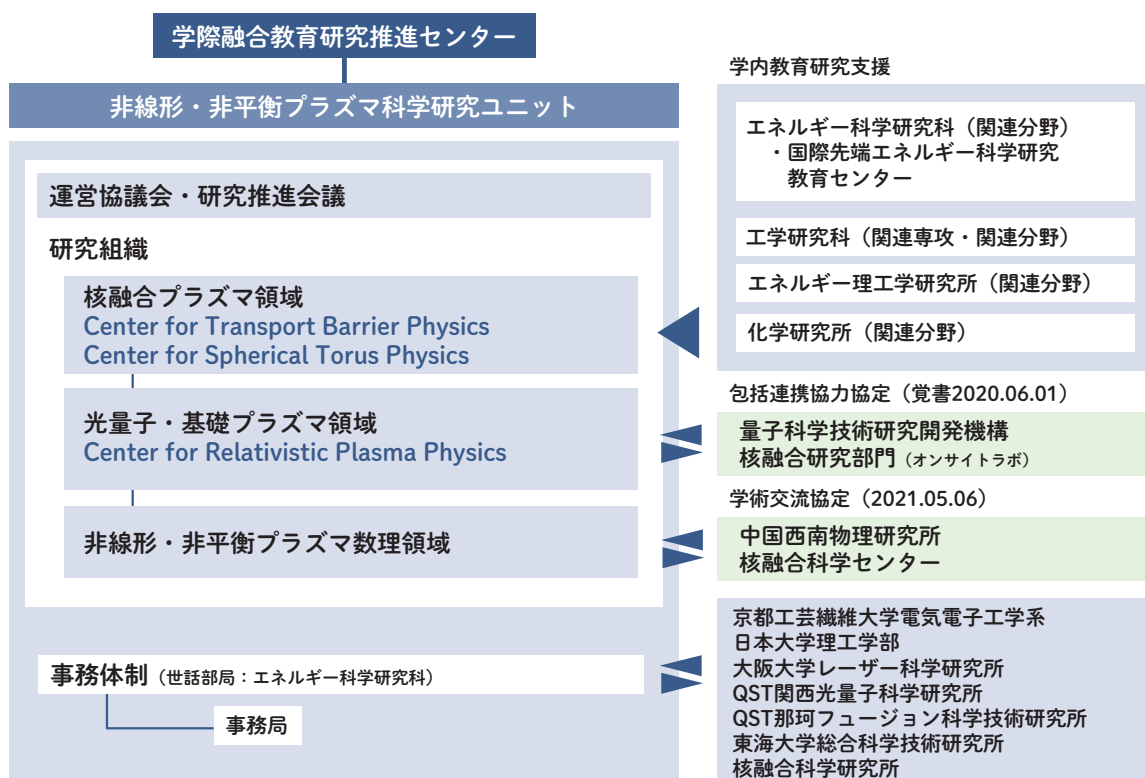 学際融合教育研究推進センター
非線形・非平衡プラズマ科学研究ユニット
運営協議会・研究推進会議
研究組織
核融合プラズマ領域
Center for Transport Barrier Physics
Center for Spherical Torus Physics
光量子・基礎プラズマ領域
Center for Relativistic Plasma Physics
非線形・非平衡プラズマ数理領域
事務体制（世話部局：エネルギー科学研究科）
事務局
学内教育研究支援
エネルギー科学研究科（関連分野）
・国際先端エネルギー科学研究
教育センター
工学研究科（関連専攻・関連分野）
エネルギー理工学研究所（関連分野）
化学研究所（関連分野）
包括連携協力協定（覚書2020.06.01）
量子科学技術研究開発機構
核融合研究部門（オンサイトラボ）
学術交流協定（2021.05.06）
中国西南物理研究所
核融合科学センター
京都工芸繊維大学電気電子工学系
日本大学理工学部
大阪大学レーザー科学研究所
QST関西光量子科学研究所
QST那珂フュージョン科学技術研究所
東海大学総合科学技術研究所
核融合科学研究所